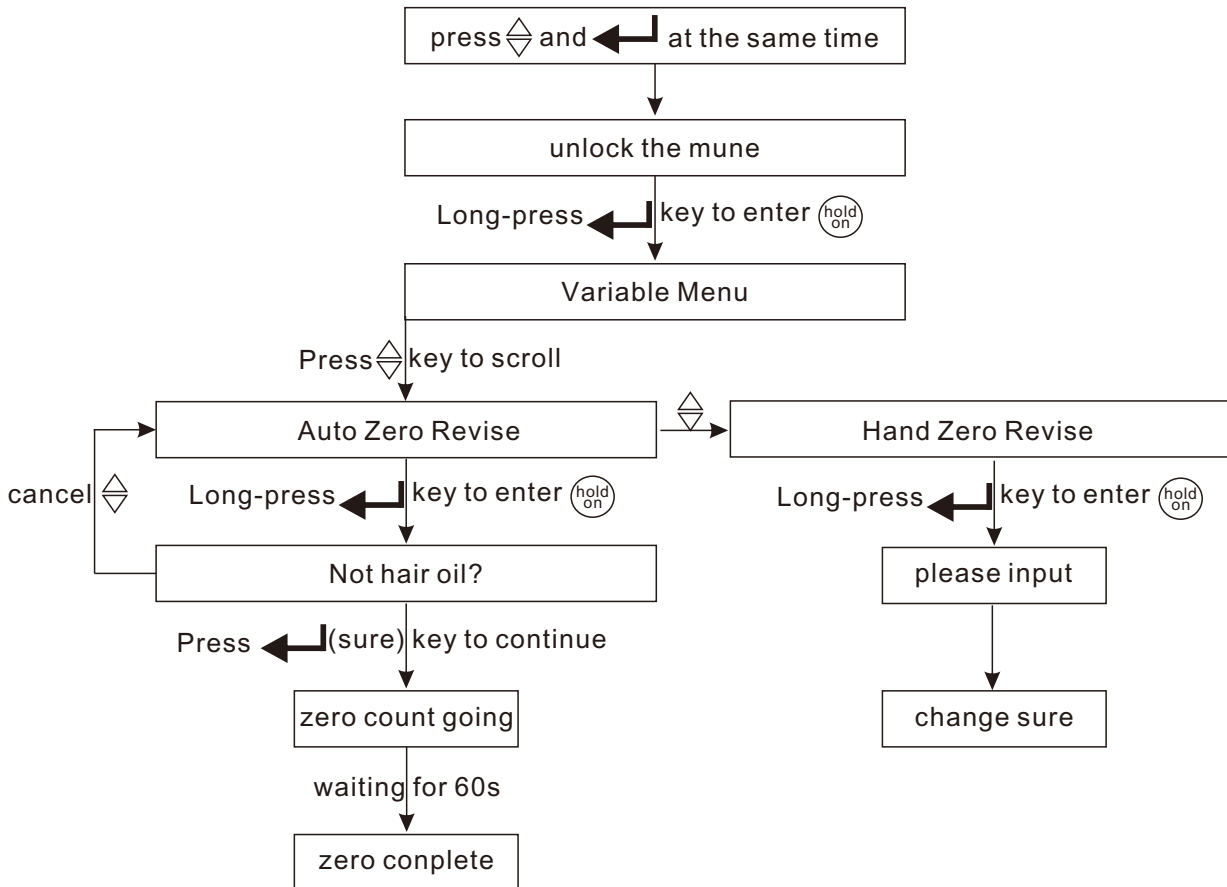 press and at the same time
unlock the mune
Long-press key to enter hold on
Variable Menu
Press key to scroll
Auto Zero Revise
Hand Zero Revise
cancel
Long-press key to enter hold on
Long-press key to enter hold on
Not hair oil?
please input
Press (sure) key to continue
zero count going
change sure
waiting for 60s
zero conplete